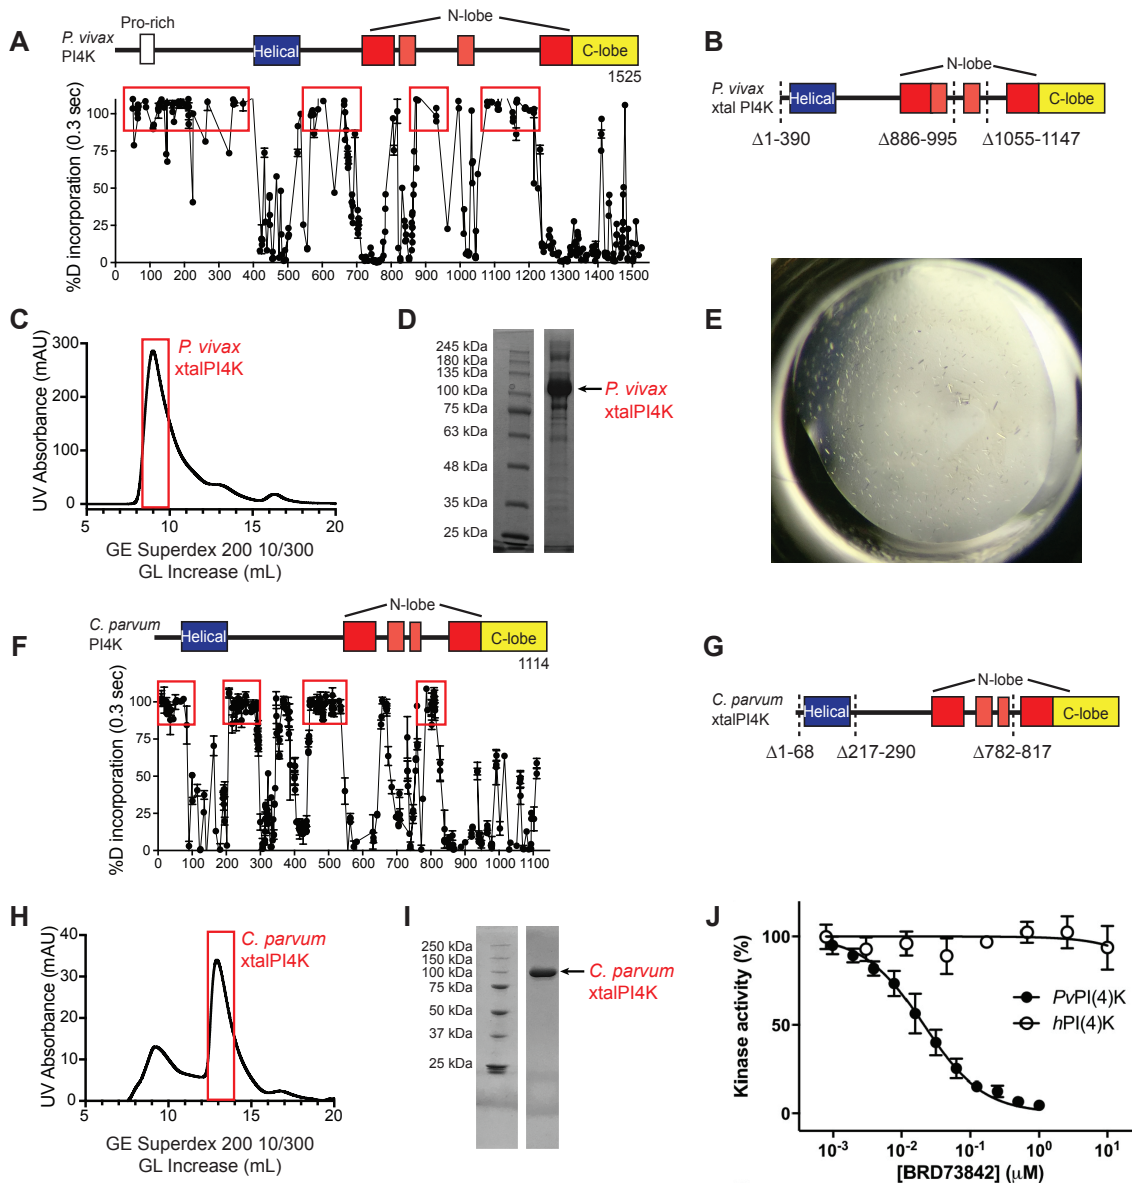 A
P. vivax
PI4K
Pro-rich
Helical
N-lobe
C-lobe
1525
%D incorporation (0.3 sec)
100
75
50
25
0
0 100 200 300 400 500 600 700 800 900 1000 1100 1200 1300 1400 1500
B
P. vivax
xtal PI4K
N-lobe
Helical
C-lobe
Δ1-390
Δ886-995
Δ1055-1147
C
UV Absorbance (mAU)
300
200
100
0
P. vivax
xtalPI4K
5 10 15 20
GE Superdex 200 10/300
GL Increase (mL)
D
245 kDa
180 kDa
135 kDa
100 kDa
75 kDa
63 kDa
48 kDa
35 kDa
25 kDa
P. vivax
xtalPI4K
E
F
C. parvum
PI4K
Helical
N-lobe
C-lobe
1114
%D incorporation (0.3 sec)
100
75
50
25
0
0 100 200 300 400 500 600 700 800 900 1000 1100
G
C. parvum
xtalPI4K
N-lobe
Helical
C-lobe
Δ1-68
Δ217-290
Δ782-817
H
UV Absorbance (mAU)
40
30
20
10
0
C. parvum
xtalPI4K
5 10 15 20
GE Superdex 200 10/300
GL Increase (mL)
I
250 kDa
150 kDa
100 kDa
75 kDa
50 kDa
37 kDa
25 kDa
C. parvum
xtalPI4K
J
Kinase activity (%)
100
50
0
PvPI(4)K
hPI(4)K
10-3 10-2 10-1 100 101
[BRD73842] (μM)